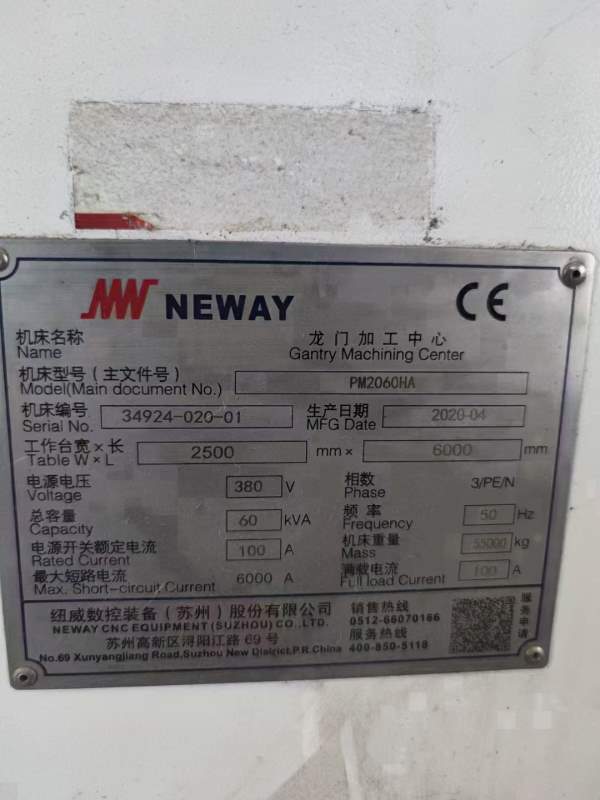 NEWAY CE
机床名称 龙门加工中心
Name Gantry Machining Center
机床型号(主文件号)
Model(Main document No.) PM2060HA
机床编号 34924-020-01 生产日期 2020-04
Serial No. MFG Date
工作台宽×长 2500 mm× 6000 mm
Table W×L
电源电压 380 V 相数 3/PE/N
Voltage Phase
总容量 60 kVA 频率 50 Hz
Capacity Frequency
电源开关额定电流 100 A 机床重量 55000 kg
Rated Current Mass
最大短路电流 6000 A 满载电流 100 A
Max. Short-circuit Current Full load Current
纽威数控装备(苏州)股份有限公司 销售热线
NEWAY CNC EQUIPMENT (SUZHOU) CO., LTD. 0512-66070166
苏州高新区浔阳江路 69 号 服务热线
No.69 Xunyangjiang Road,Suzhou New District,P.R.China 400-850-5118
服务申请